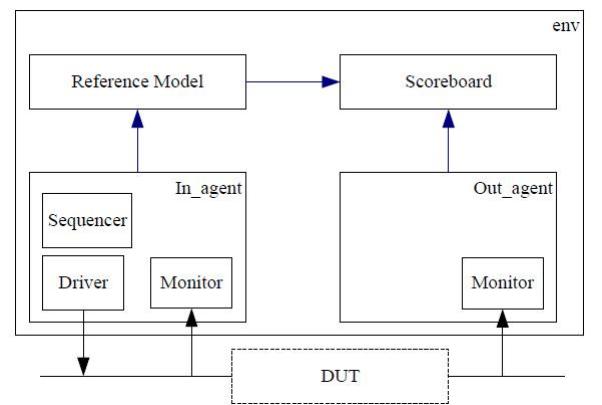 env
Reference Model
Scoreboard
In_agent
Out_agent
Sequencer
Driver
Monitor
Monitor
DUT